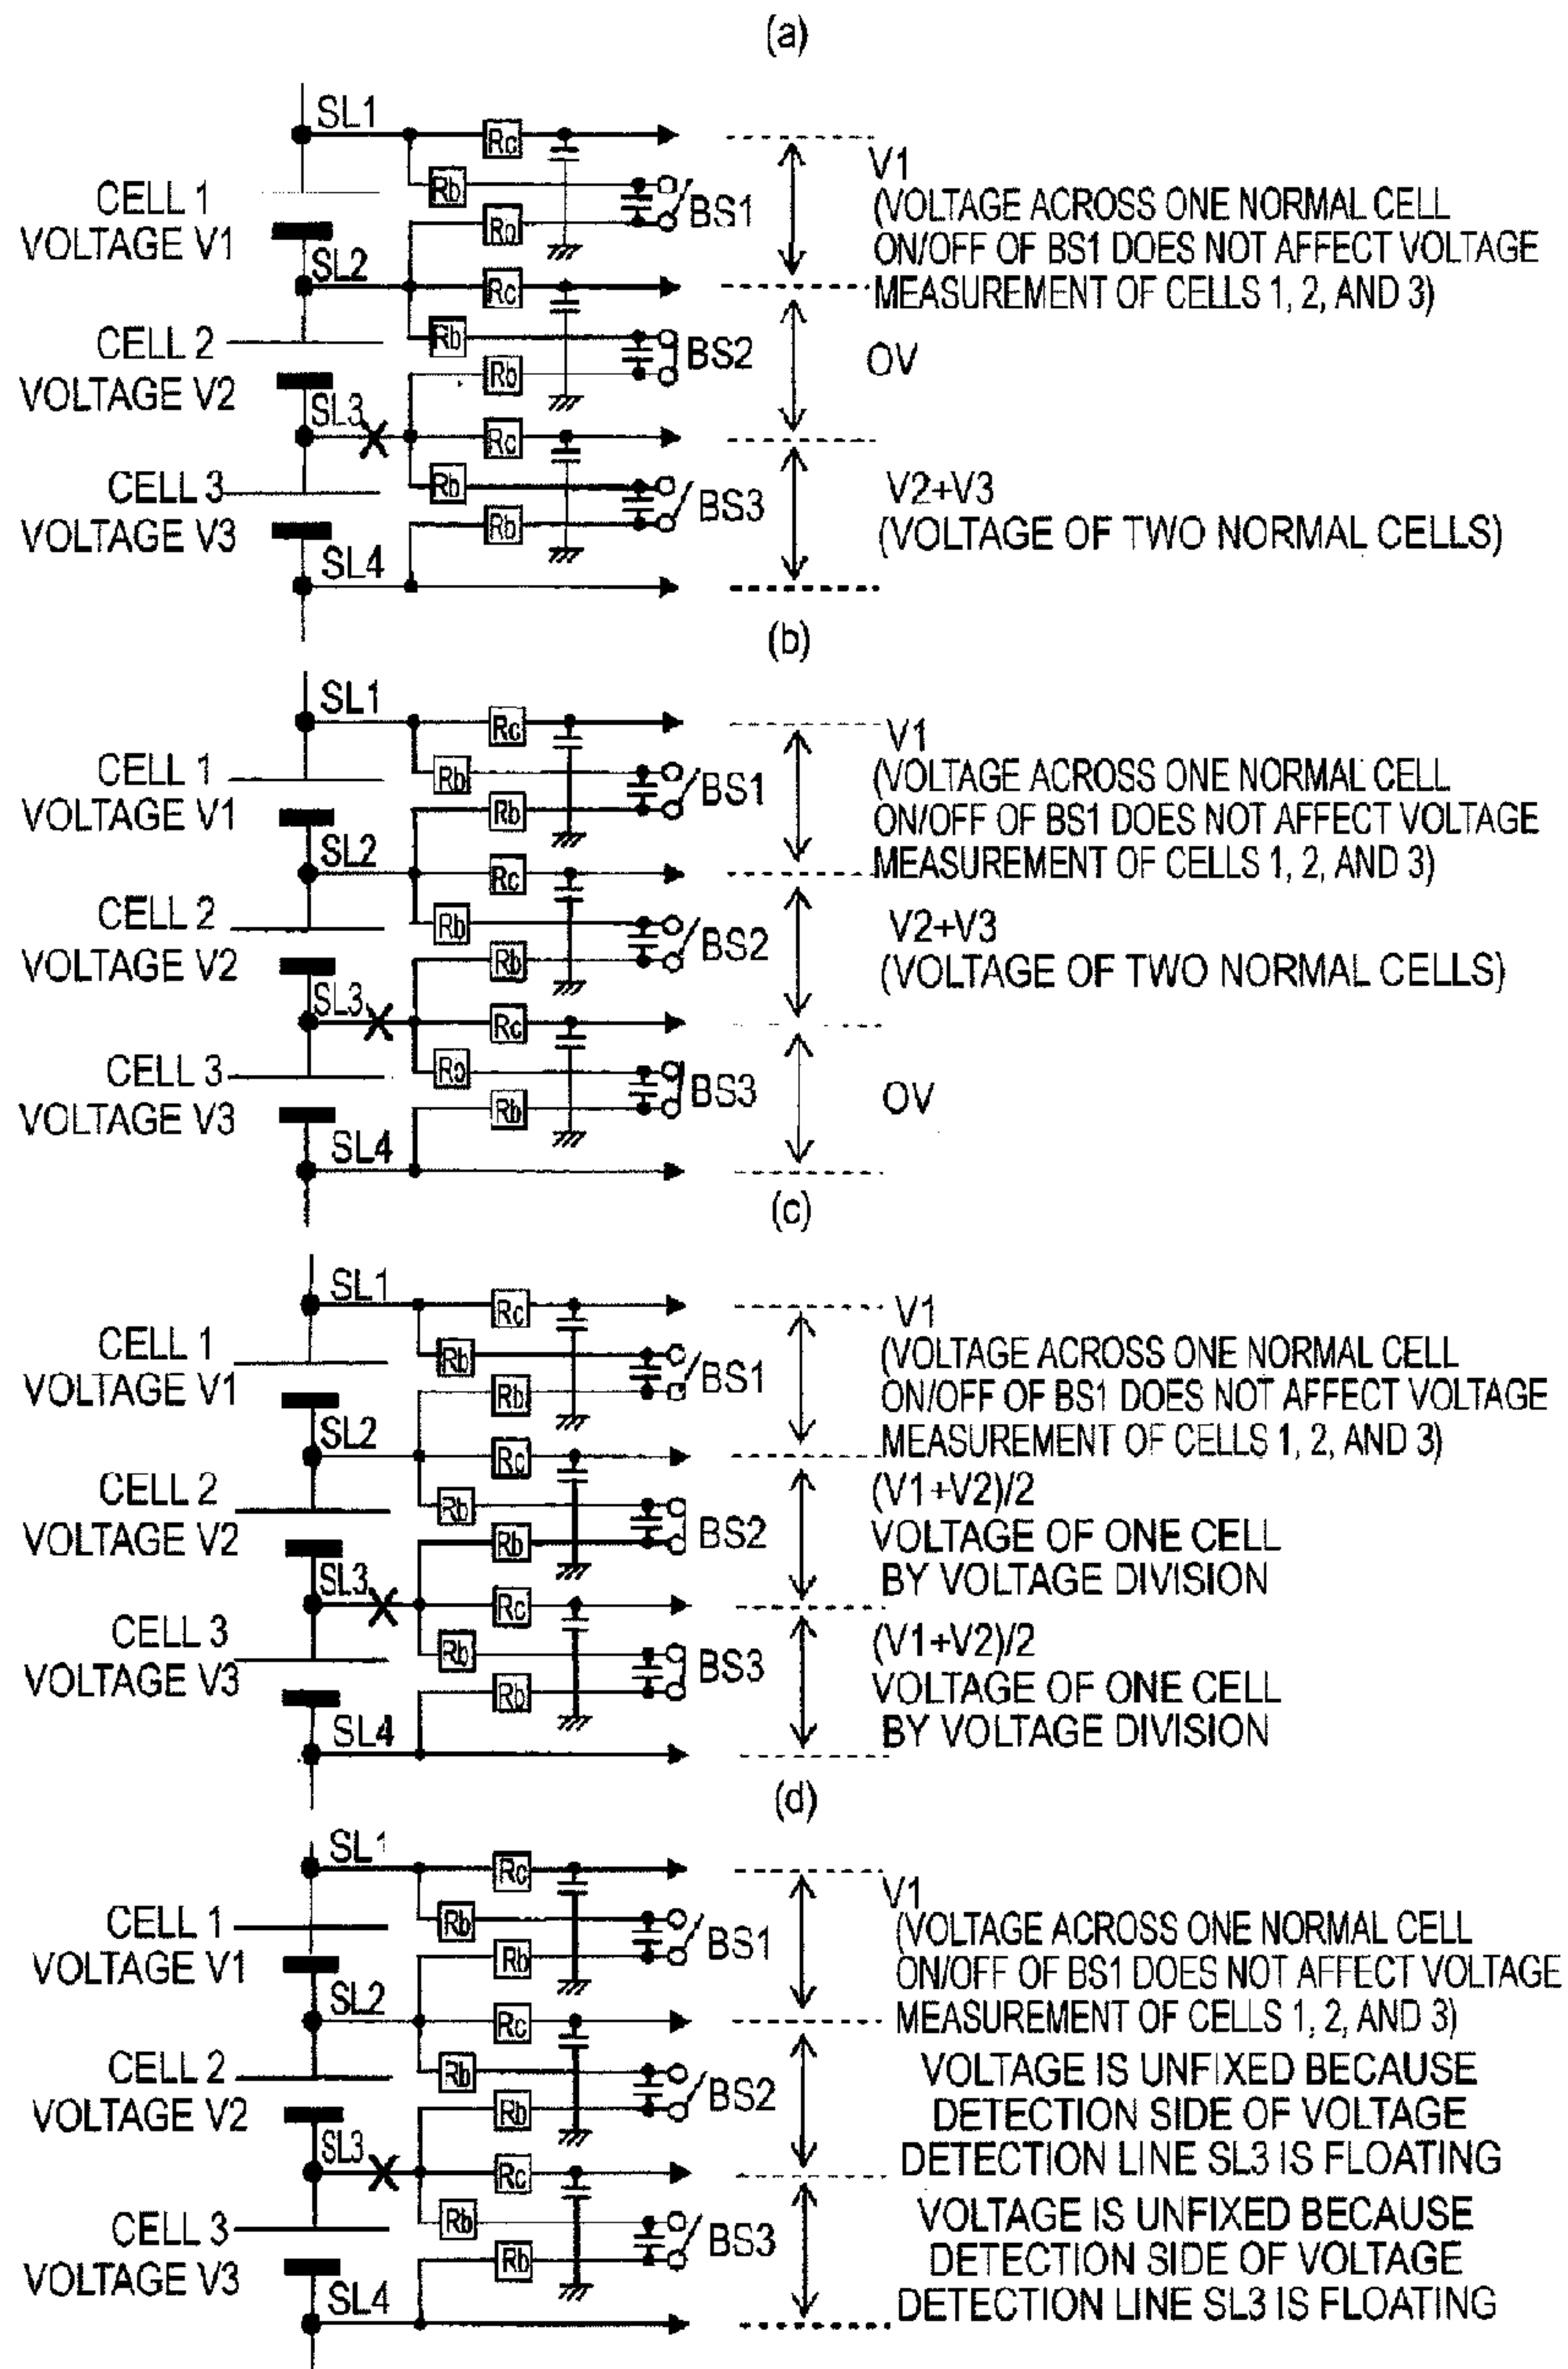 (a)
SL1
Rc
Rb
BS1
CELL 1
VOLTAGE V1
Rb
SL2
Rc
V1
(VOLTAGE ACROSS ONE NORMAL CELL
ON/OFF OF BS1 DOES NOT AFFECT VOLTAGE
MEASUREMENT OF CELLS 1, 2, AND 3)
CELL 2
VOLTAGE V2
Rb
BS2
Rb
OV
SL3
Rc
CELL 3
VOLTAGE V3
Rb
BS3
Rb
V2+V3
(VOLTAGE OF TWO NORMAL CELLS)
SL4
(b)
SL1
Rc
CELL 1
VOLTAGE V1
Rb
BS1
Rb
V1
(VOLTAGE ACROSS ONE NORMAL CELL
ON/OFF OF BS1 DOES NOT AFFECT VOLTAGE
MEASUREMENT OF CELLS 1, 2, AND 3)
SL2
Rc
CELL 2
VOLTAGE V2
Rb
BS2
Rb
V2+V3
(VOLTAGE OF TWO NORMAL CELLS)
SL3
Rc
CELL 3
VOLTAGE V3
Rb
BS3
Rb
OV
SL4
(c)
SL1
Rc
CELL 1
VOLTAGE V1
Rb
BS1
Rb
V1
(VOLTAGE ACROSS ONE NORMAL CELL
ON/OFF OF BS1 DOES NOT AFFECT VOLTAGE
MEASUREMENT OF CELLS 1, 2, AND 3)
SL2
Rc
CELL 2
VOLTAGE V2
Rb
BS2
Rb
(V1+V2)/2
VOLTAGE OF ONE CELL
BY VOLTAGE DIVISION
SL3
Rc
CELL 3
VOLTAGE V3
Rb
BS3
Rb
(V1+V2)/2
VOLTAGE OF ONE CELL
BY VOLTAGE DIVISION
SL4
(d)
SL1
Rc
CELL 1
VOLTAGE V1
Rb
BS1
Rb
V1
(VOLTAGE ACROSS ONE NORMAL CELL
ON/OFF OF BS1 DOES NOT AFFECT VOLTAGE
MEASUREMENT OF CELLS 1, 2, AND 3)
SL2
Rc
CELL 2
VOLTAGE V2
Rb
BS2
Rb
VOLTAGE IS UNFIXED BECAUSE
DETECTION SIDE OF VOLTAGE
DETECTION LINE SL3 IS FLOATING
SL3
Rc
CELL 3
VOLTAGE V3
Rb
BS3
Rb
VOLTAGE IS UNFIXED BECAUSE
DETECTION SIDE OF VOLTAGE
DETECTION LINE SL3 IS FLOATING
SL4